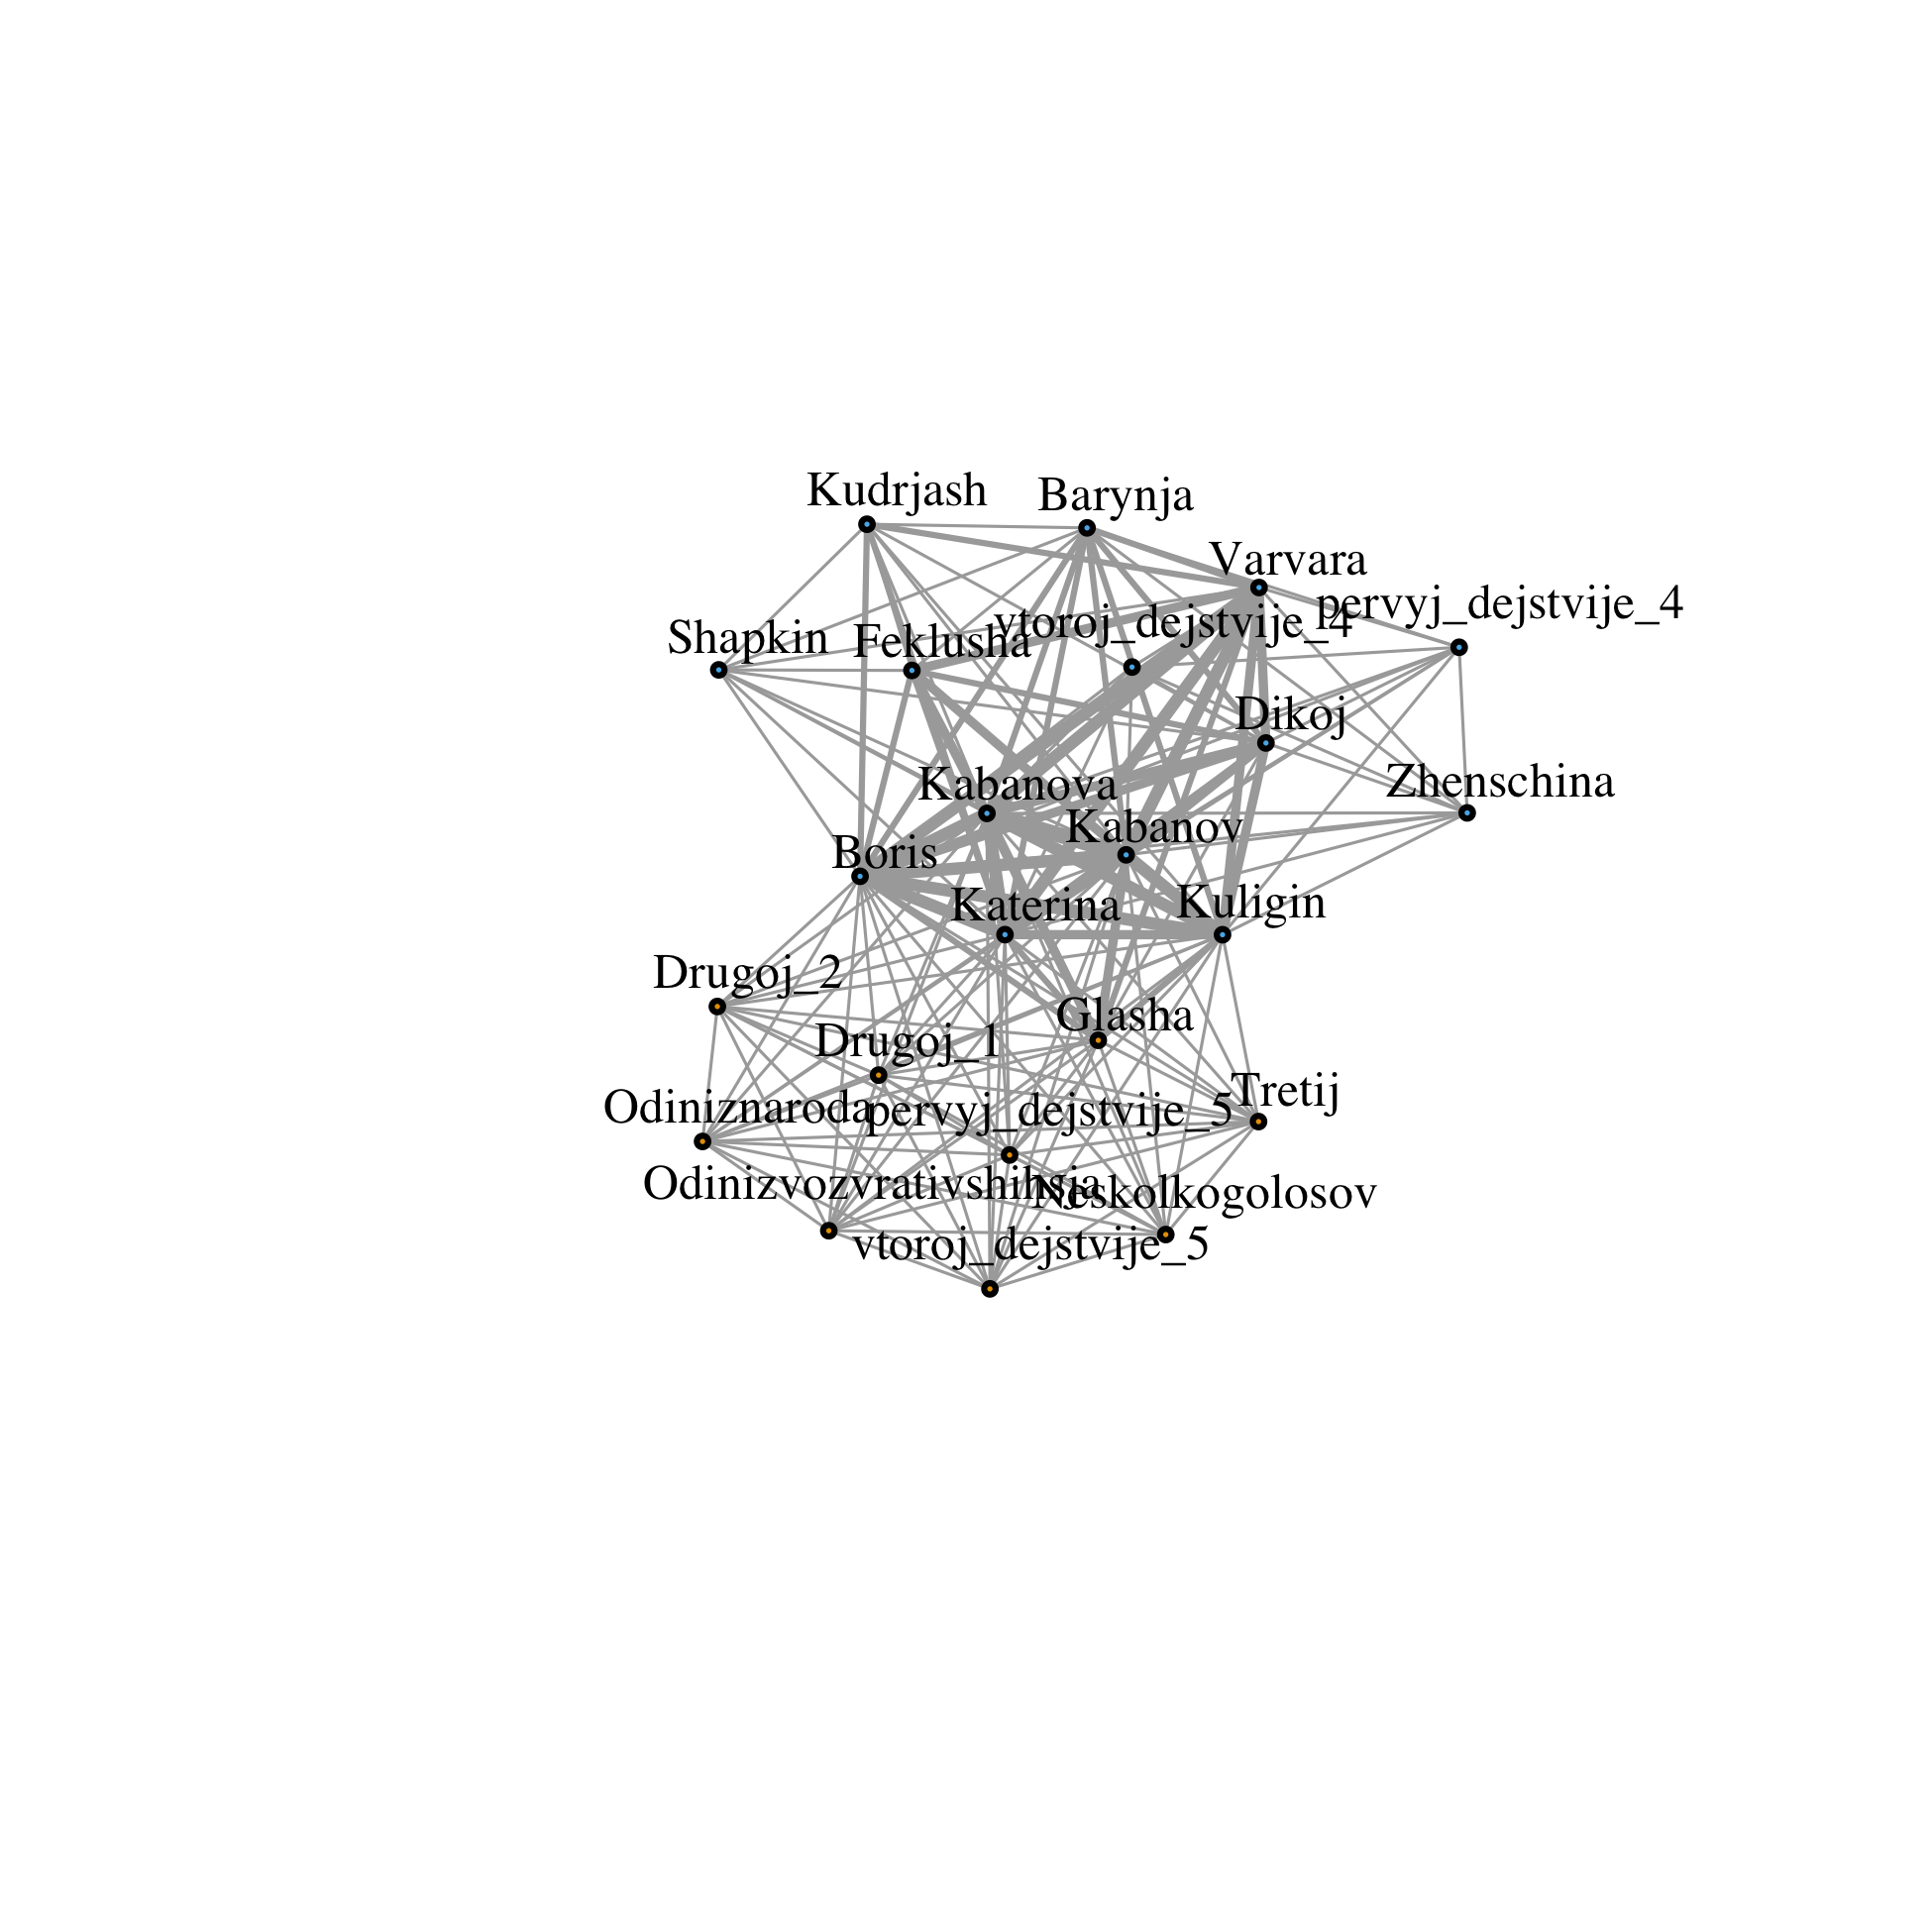 Kudrjash
Barynja
Varvara
pervyj_dejstvije_4
vtoroj_dejstvije_4
Shapkin
Feklusha
Dikoj
Kabanova
Zhenschina
Kabanov
Boris
Katerina
Kuligin
Drugoj_2
Glasha
Drugoj_1
Tretij
Odiniznaroda
pervyj_dejstvije_5
Odinizvozvrativshihsja
Neskolkogolosov
vtoroj_dejstvije_5